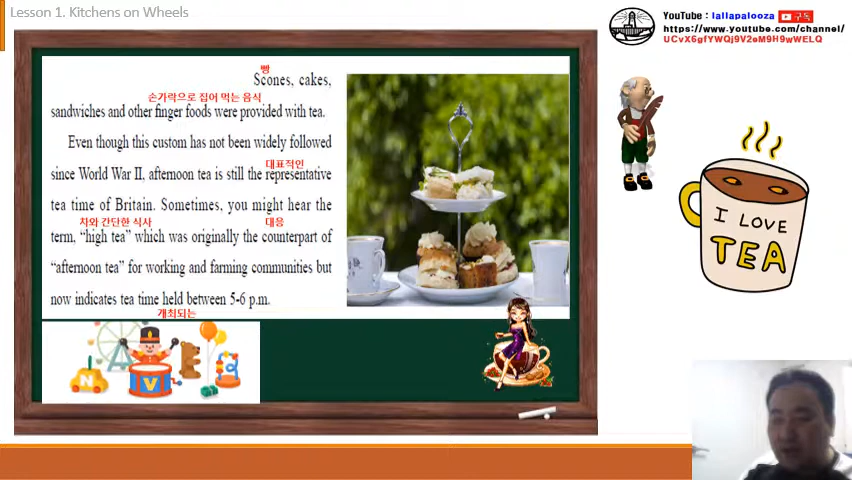 Lesson 1. Kitchens on Wheels
YouTube : lallapalooza 구독
https://www.youtube.com/channel/
UCvX6gfYWQj9V2eM9H9wWELQ
빵
Scones, cakes,
손가락으로 집어 먹는 음식
sandwiches and other finger foods were provided with tea.
Even though this custom has not been widely followed
대표적인
since World War II, afternoon tea is still the representative
tea time of Britain. Sometimes, you might hear the
차와 간단한 식사 대응
term, “high tea” which was originally the counterpart of
“afternoon tea” for working and farming communities but
now indicates tea time held between 5-6 p.m.
개최되는
I LOVE
TEA
N A V E R